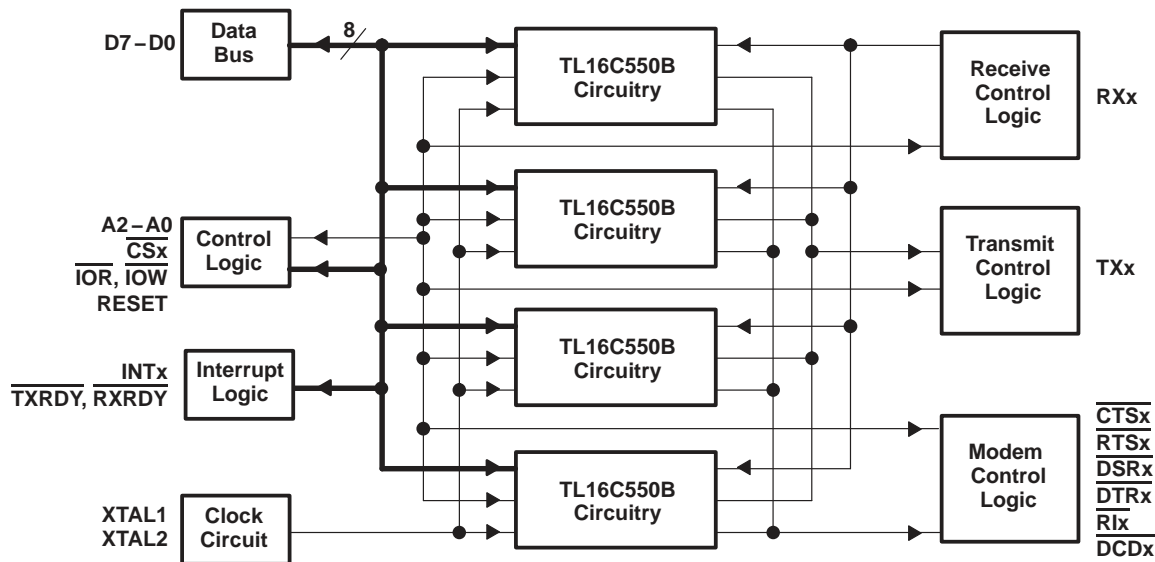 D7–D0
Data
Bus
8
TL16C550B
Circuitry
Receive
Control
Logic
RXx
TL16C550B
Circuitry
A2–A0
CSx
IOR, IOW
RESET
Control
Logic
Transmit
Control
Logic
TXx
TL16C550B
Circuitry
INTx
TXRDY, RXRDY
Interrupt
Logic
TL16C550B
Circuitry
Modem
Control
Logic
CTSx
RTSx
DSRx
DTRx
RIx
DCDx
XTAL1
XTAL2
Clock
Circuit